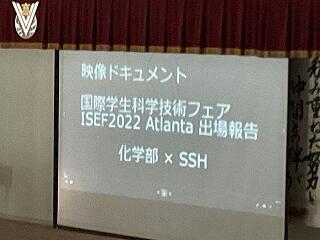 映像ドキュメント
国際学生科学技術フェア
ISEF2022 Atlanta 出場報告
化学部 × SSH